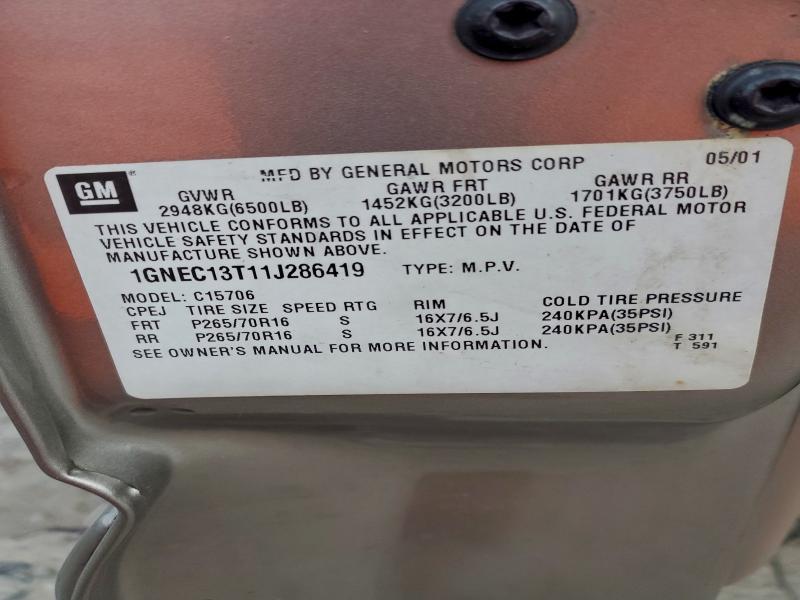 GM® MFD BY GENERAL MOTORS CORP 05/01
GVWR GAWR FRT GAWR RR
2948KG(6500LB) 1452KG(3200LB) 1701KG(3750LB)
THIS VEHICLE CONFORMS TO ALL APPLICABLE U.S. FEDERAL MOTOR
VEHICLE SAFETY STANDARDS IN EFFECT ON THE DATE OF
MANUFACTURE SHOWN ABOVE.
1GNEC13T11J286419 TYPE: M.P.V.
MODEL: C15706
CPEJ TIRE SIZE SPEED RTG RIM COLD TIRE PRESSURE
FRT P265/70R16 S 16X7/6.5J 240KPA(35PSI)
RR P265/70R16 S 16X7/6.5J 240KPA(35PSI)
SEE OWNER'S MANUAL FOR MORE INFORMATION. F 311
T 591